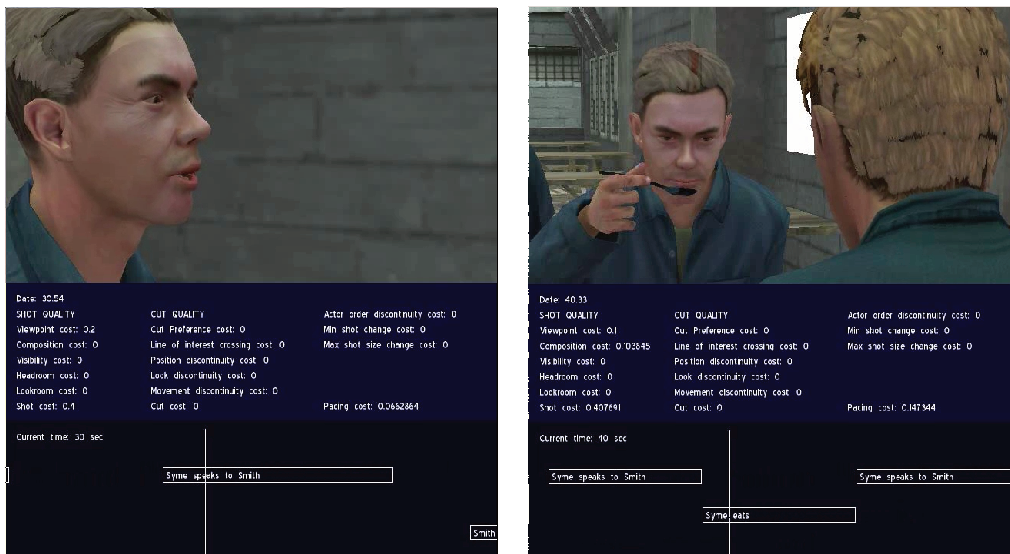 Date: 30.54
SHOT QUALITY CUT QUALITY Actor order discontinuity cost: 0
Viewpoint cost: 0.2 Cut Preference cost: 0 Min shot change cost: 0
Composition cost: 0 Line of interest crossing cost: 0 Max shot size change cost: 0
Visibility cost: 0 Position discontinuity cost: 0
Headroom cost: 0 Look discontinuity cost: 0
Lookroom cost: 0 Movement discontinuity cost: 0
Shot cost: 0.4 Cut cost: 0 Pacing cost: 0.0662864
Current time: 30 sec
Syme speaks to Smith
Smith
Date: 40.33
SHOT QUALITY CUT QUALITY Actor order discontinuity cost: 0
Viewpoint cost: 0.1 Cut Preference cost: 0 Min shot change cost: 0
Composition cost: 0.103845 Line of interest crossing cost: 0 Max shot size change cost: 0
Visibility cost: 0 Position discontinuity cost: 0
Headroom cost: 0 Look discontinuity cost: 0
Lookroom cost: 0 Movement discontinuity cost: 0
Shot cost: 0.407691 Cut cost: 0 Pacing cost: 0.147344
Current time: 40 sec
Syme speaks to Smith Syme speaks to Smith
Syme eats